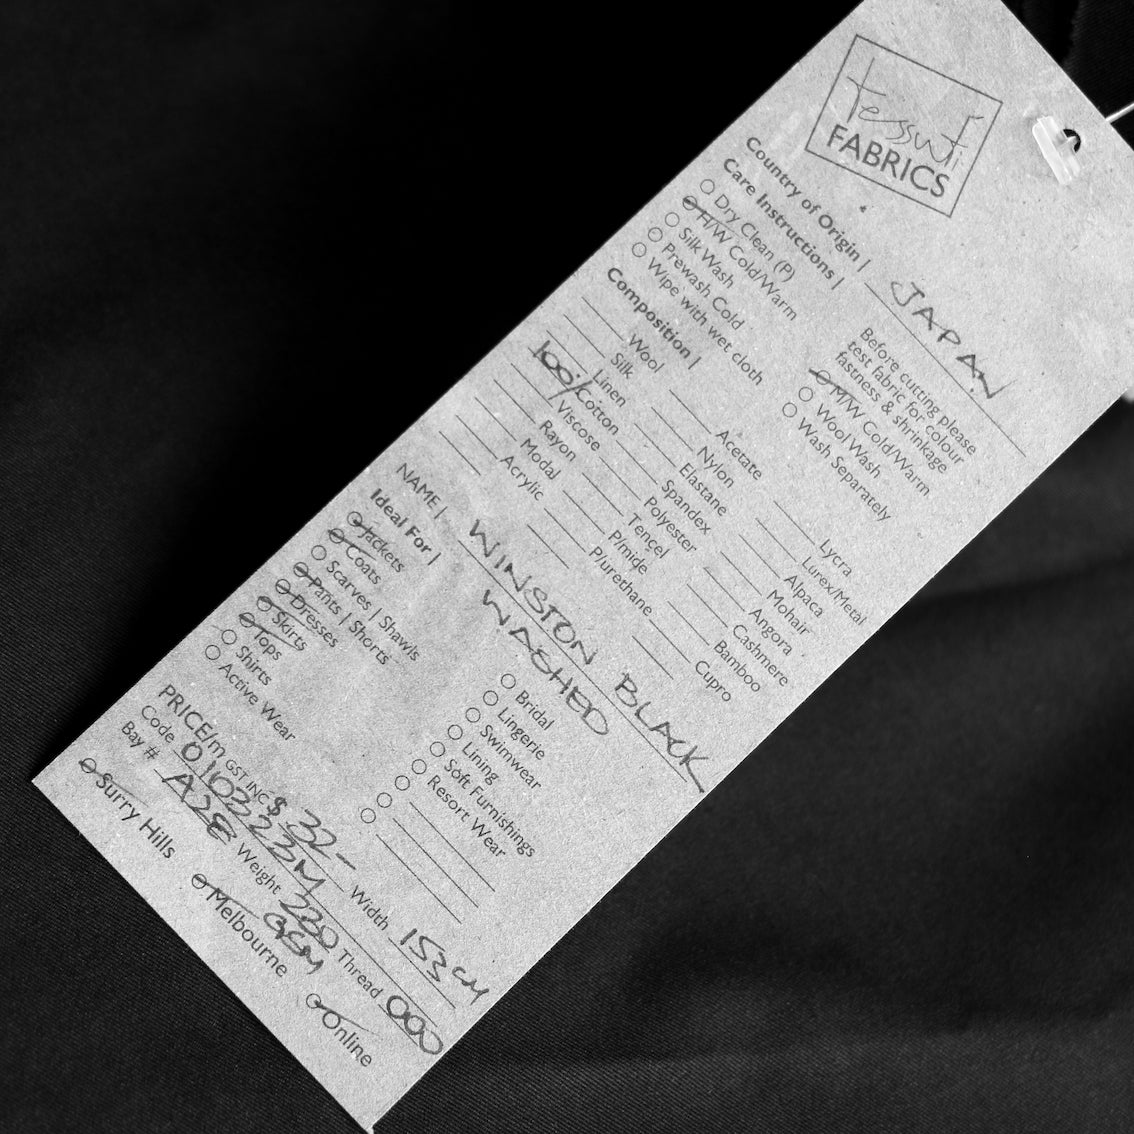 Tessuti
FABRICS
Country of Origin | JAPAN
Care Instructions |
Dry Clean (P)
H/W Cold/Warm
Silk Wash
Prewash Cold
Wipe with wet cloth
Before cutting please
test fabric for colour
fastness & shrinkage
M/W Cold/Warm
Wool Wash
Wash Separately
Composition |
Wool
Silk
Linen
100% Cotton
Viscose
Rayon
Modal
Acrylic
Acetate
Nylon
Elastane
Spandex
Polyester
Tencel
P/mide
P/urethane
Lycra
Lurex/Metal
Alpaca
Mohair
Angora
Cashmere
Bamboo
Cupro
NAME | WINSTON BLACK
WASHED
Ideal For |
Jackets
Coats
Scarves | Shawls
Pants | Shorts
Dresses
Skirts
Tops
Shirts
Active Wear
Bridal
Lingerie
Swimwear
Lining
Soft Furnishings
Resort Wear
PRICE/m GST INC $ 32-
Code 010323M Width 153cm
Bay # A2E Weight 230 GSM Thread 000
Surry Hills
Melbourne
Online